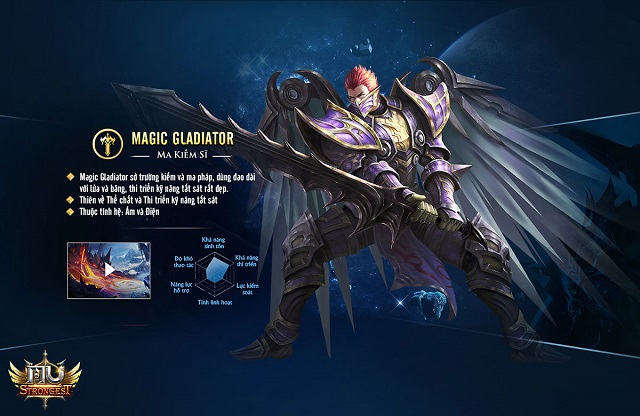 MAGIC GLADIATOR
MA KIẾM SĨ
Magic Gladiator sở trường kiếm và ma pháp, dùng đao dài
với lửa và băng, thi triển kỹ năng tất sát rất đẹp.
Thiên về Thể chất và Thi triển kỹ năng tất sát
Thuộc tính hệ: Ám và Điện
Khả năng
sinh tồn
Độ khó
thao tác
Khả năng
thi triển
Năng lực
hỗ trợ
Lực kiểm
soát
Tính linh hoạt
MU
STRONGEST